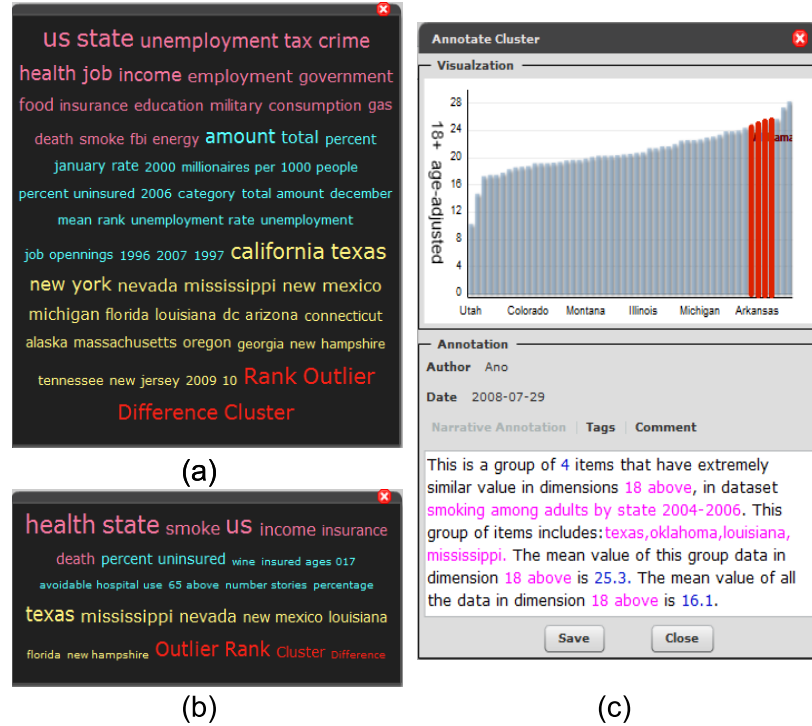 us state unemployment tax crime
health job income employment government
food insurance education military consumption gas
death smoke fbi energy amount total percent
january rate 2000 millionaires per 1000 people
percent uninsured 2006 category total amount december
mean rank unemployment rate unemployment
job openings 1996 2007 1997 california texas
new york nevada mississippi new mexico
michigan florida louisiana dc arizona connecticut
alaska massachusetts oregon georgia new hampshire
tennessee new jersey 2009 10 Rank Outlier
Difference Cluster
(a)
health state smoke us income insurance
death percent uninsured wine insured ages 017
avoidable hospital use 65 above number stories percentage
texas mississippi nevada new mexico louisiana
florida new hampshire Outlier Rank Cluster Difference
(b)
Annotate Cluster
Visualzation
18+ age-adjusted
28
24
20
16
12
8
4
0
Utah Colorado Montana Illinois Michigan Arkansas
Annotation
Author Ano
Date 2008-07-29
Narrative Annotation | Tags | Comment
This is a group of 4 items that have extremely
similar value in dimensions 18 above, in dataset
smoking among adults by state 2004-2006. This
group of items includes:texas,oklahoma,louisiana,
mississippi. The mean value of this group data in
dimension 18 above is 25.3. The mean value of all
the data in dimension 18 above is 16.1.
Save Close
(c)